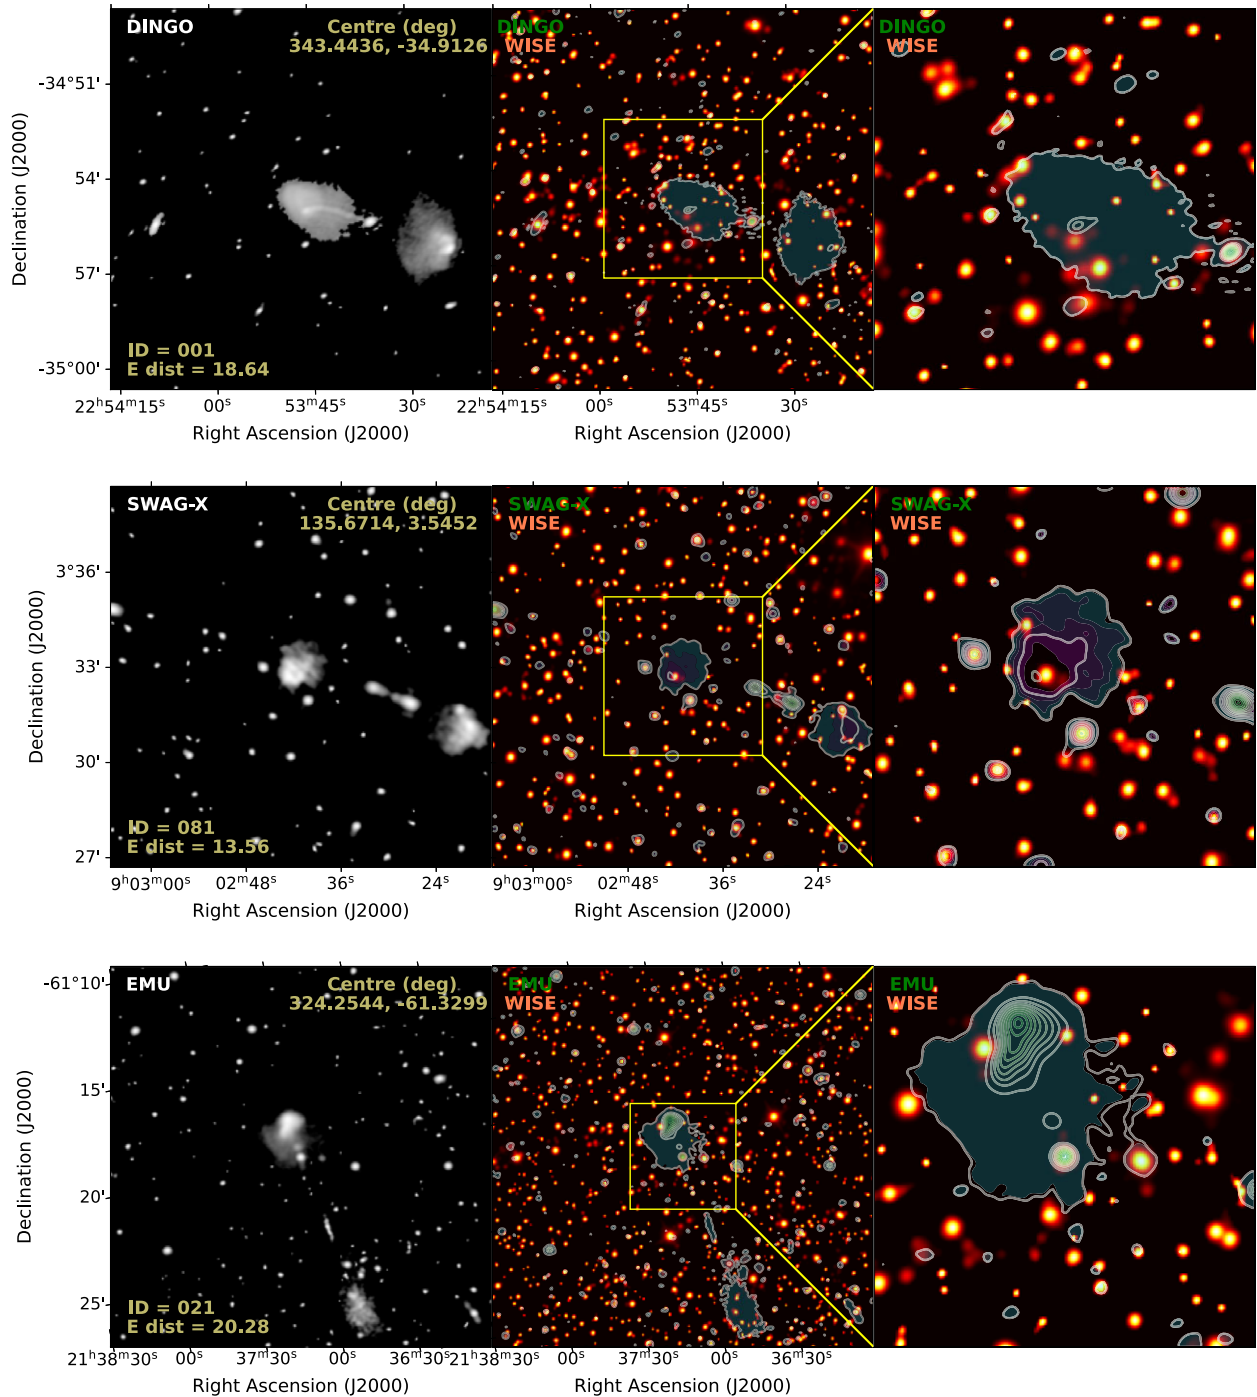 DINGO
Centre (deg)
343.4436, -34.9126
DINGO
WISE
DINGO
WISE
-34°51'
54'
57'
-35°00'
Declination (J2000)
ID = 001
E dist = 18.64
22h54m15s 00s 53m45s 30s 22h54m15s 00s 53m45s 30s
Right Ascension (J2000) Right Ascension (J2000)
SWAG-X
Centre (deg)
135.6714, 3.5452
SWAG-X
WISE
SWAG-X
WISE
3°36'
33'
30'
27'
Declination (J2000)
ID = 081
E dist = 13.56
9h03m00s 02m48s 36s 24s 9h03m00s 02m48s 36s 24s
Right Ascension (J2000) Right Ascension (J2000)
EMU
Centre (deg)
324.2544, -61.3299
EMU
WISE
EMU
WISE
-61°10'
15'
20'
25'
Declination (J2000)
ID = 021
E dist = 20.28
21h38m30s 00s 37m30s 00s 36m30s 21h38m30s 00s 37m30s 00s 36m30s
Right Ascension (J2000) Right Ascension (J2000)